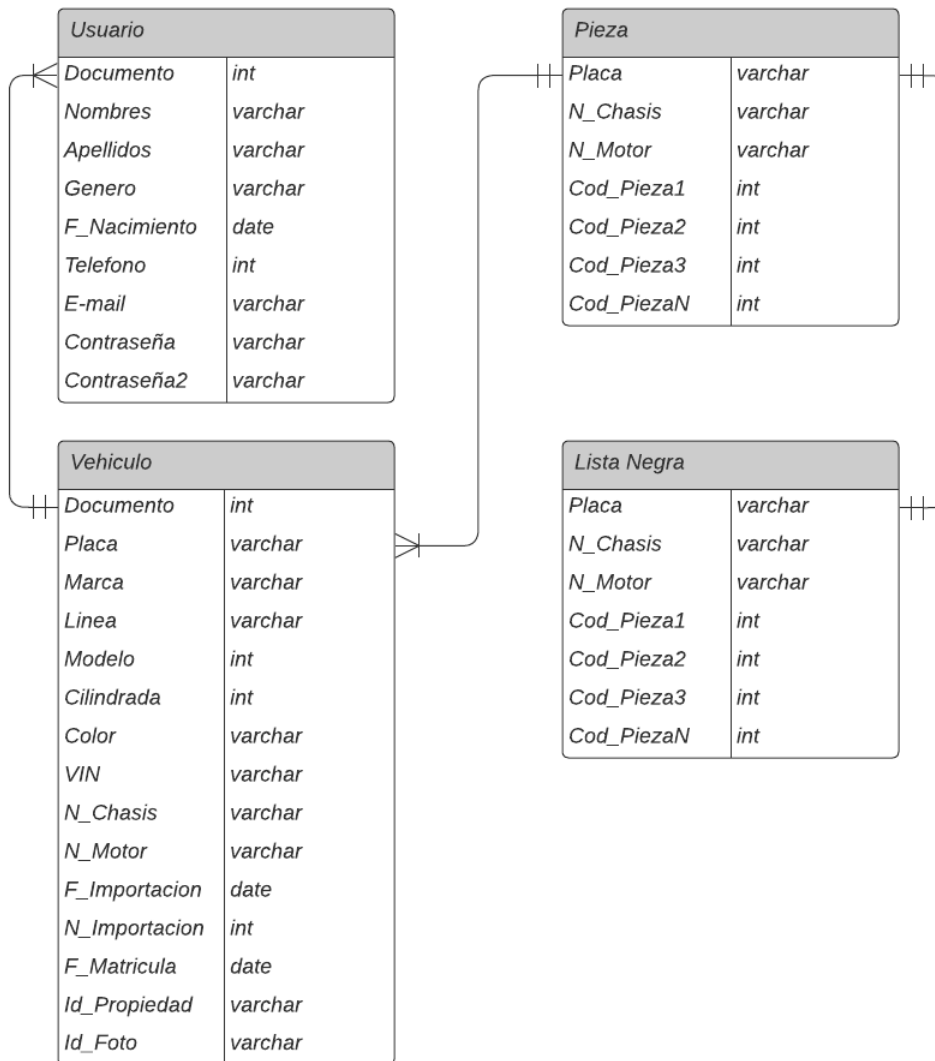 Usuario
Documento int
Nombres varchar
Apellidos varchar
Genero varchar
F_Nacimiento date
Telefono int
E-mail varchar
Contraseña varchar
Contraseña2 varchar
Pieza
Placa varchar
N_Chasis varchar
N_Motor varchar
Cod_Pieza1 int
Cod_Pieza2 int
Cod_Pieza3 int
Cod_PiezaN int
Vehiculo
Documento int
Placa varchar
Marca varchar
Linea varchar
Modelo int
Cilindrada int
Color varchar
VIN varchar
N_Chasis varchar
N_Motor varchar
F_Importacion date
N_Importacion int
F_Matricula date
Id_Propiedad varchar
Id_Foto varchar
Lista Negra
Placa varchar
N_Chasis varchar
N_Motor varchar
Cod_Pieza1 int
Cod_Pieza2 int
Cod_Pieza3 int
Cod_PiezaN int